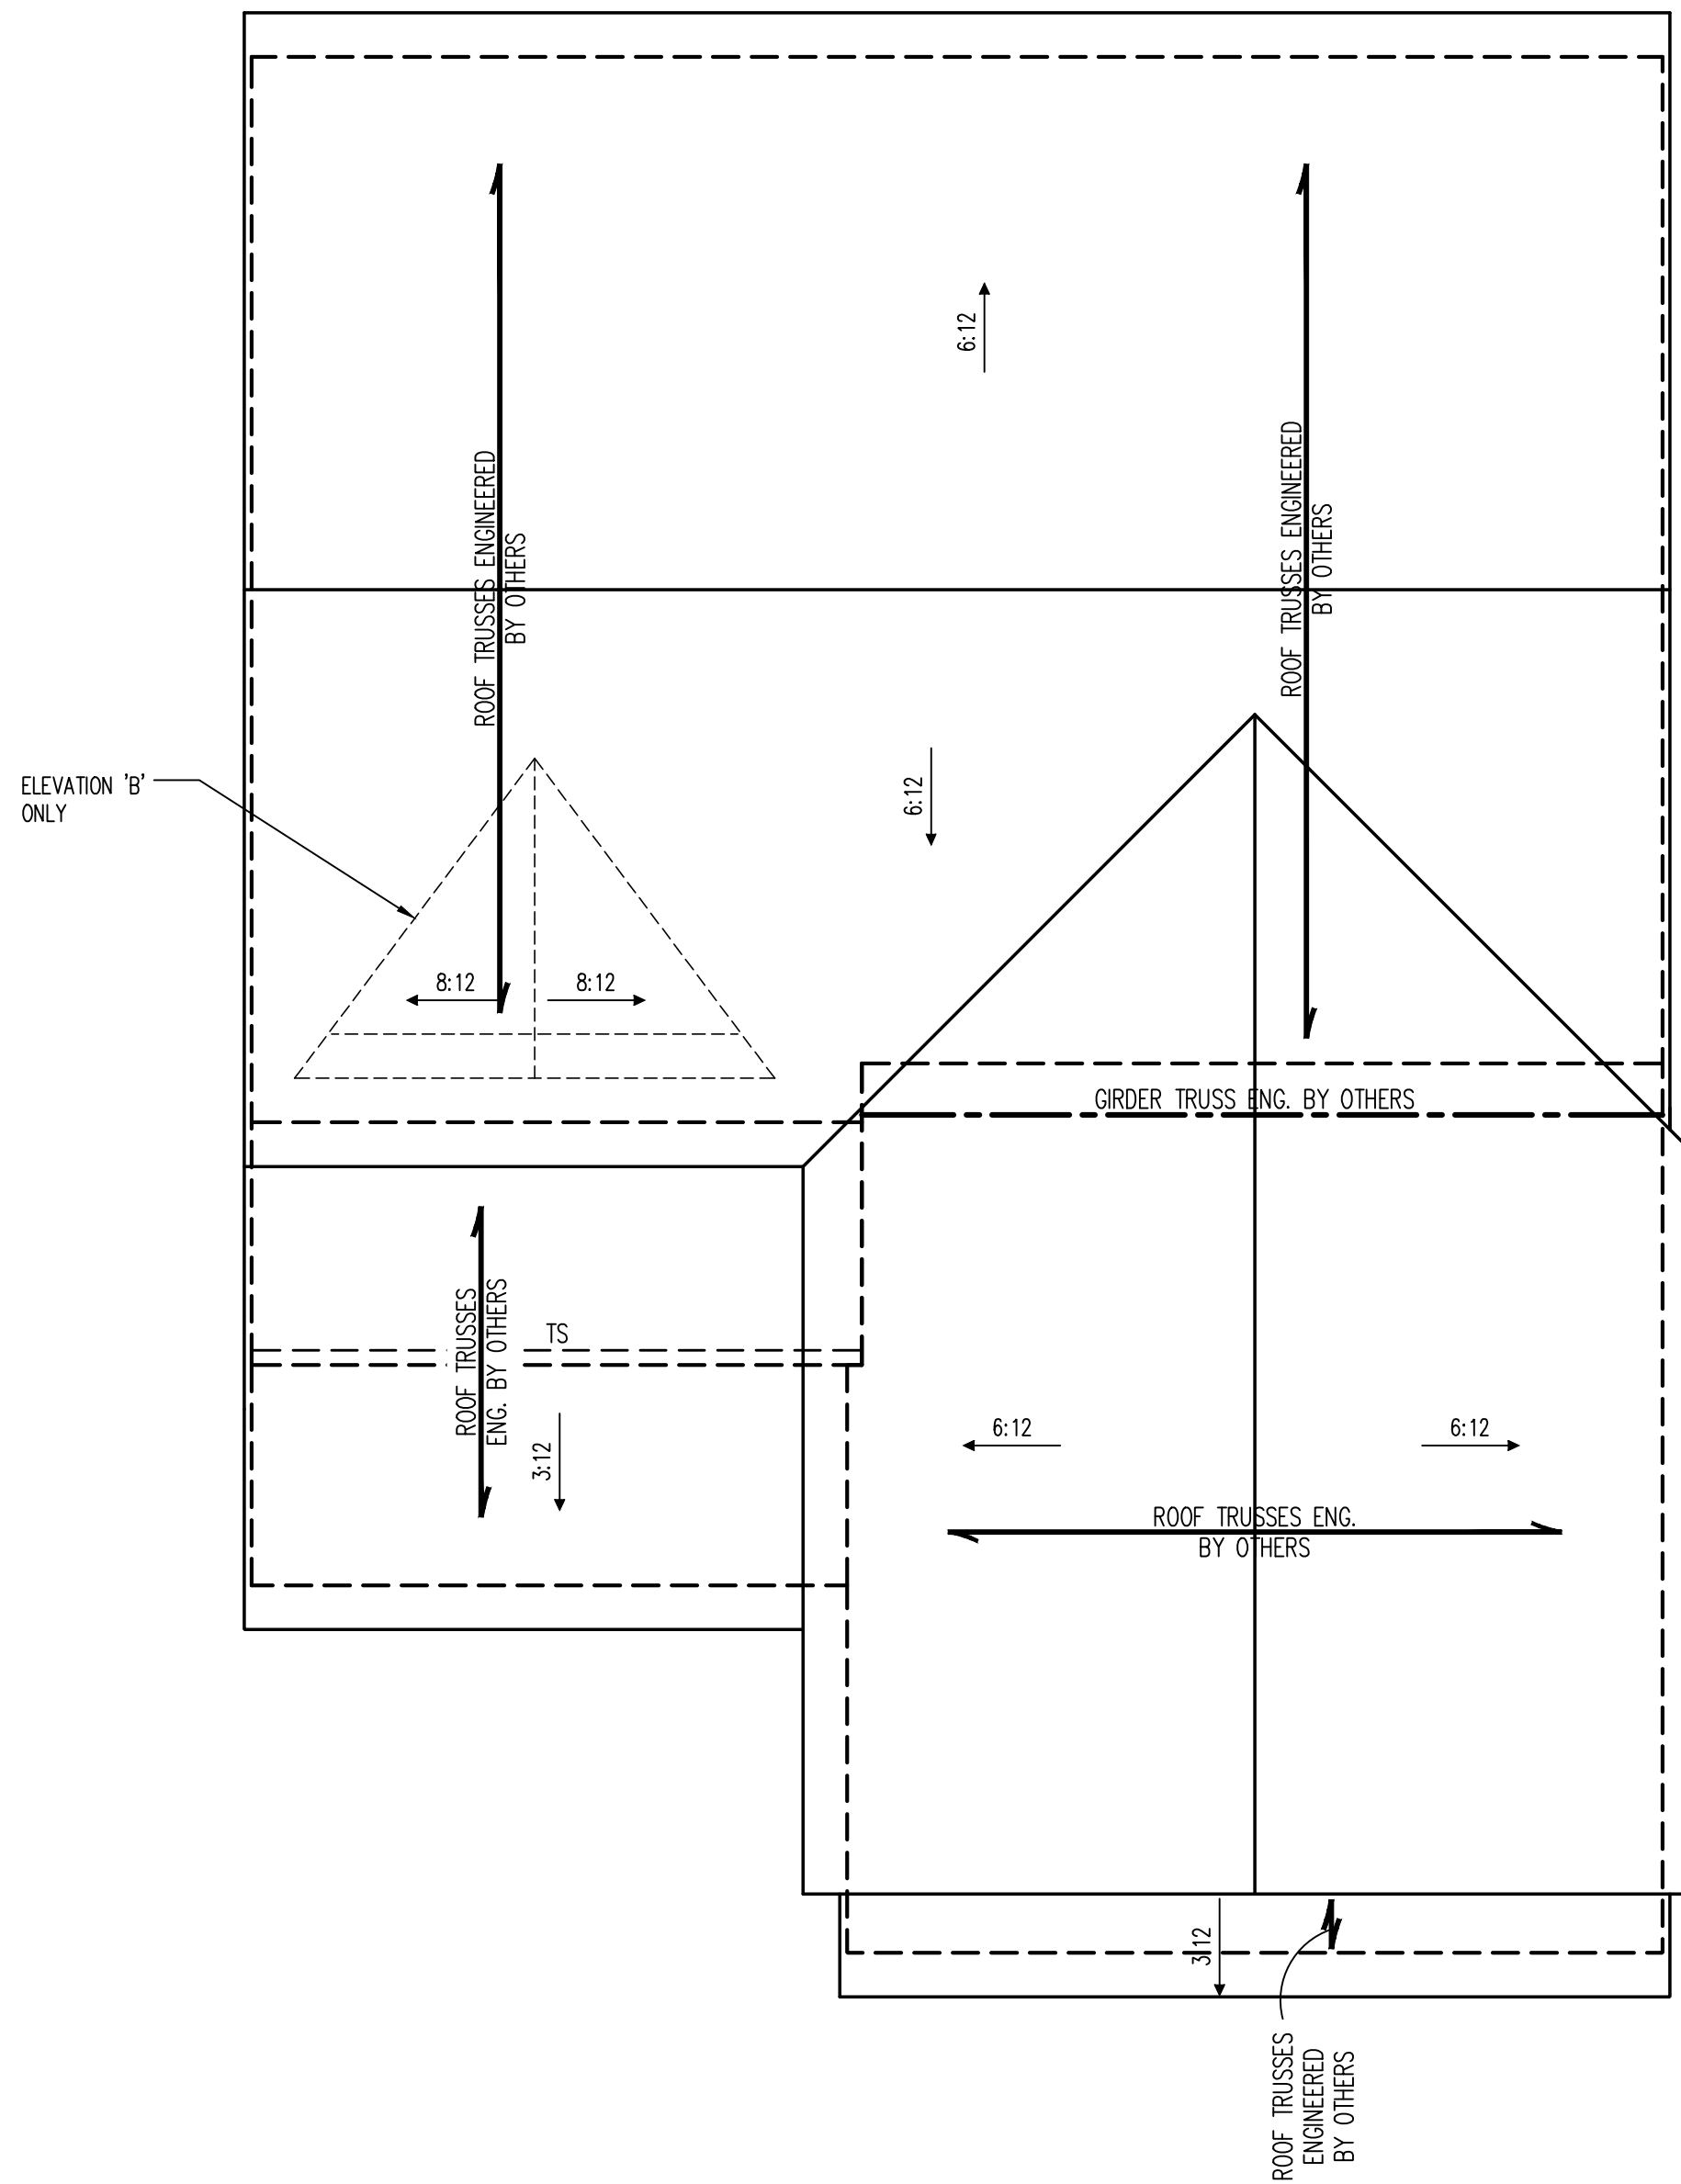 6:12
ROOF TRUSSES ENGINEERED
BY OTHERS
ROOF TRUSSES ENGINEERED
BY OTHERS
ELEVATION 'B'
ONLY
6:12
8:12
8:12
GIRDER TRUSS ENG. BY OTHERS
ROOF TRUSSES
ENG. BY OTHERS
TS
3:12
6:12
6:12
ROOF TRUSSES ENG.
BY OTHERS
3:12
ROOF TRUSSES
ENGINEERED
BY OTHERS